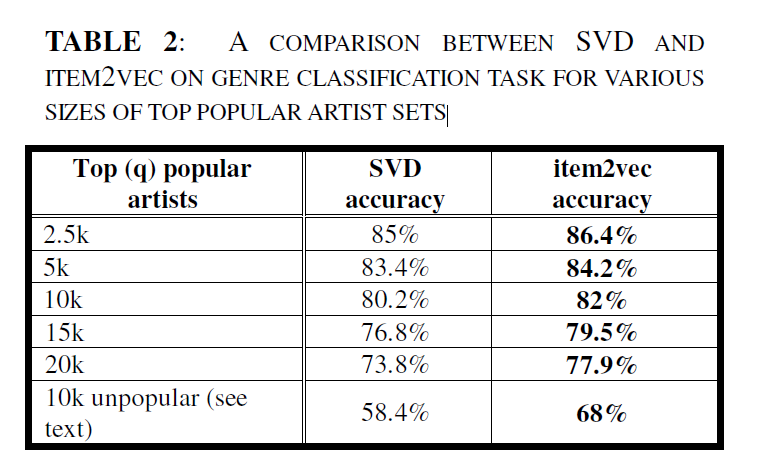 TABLE 2: A COMPARISON BETWEEN SVD AND
ITEM2VEC ON GENRE CLASSIFICATION TASK FOR VARIOUS
SIZES OF TOP POPULAR ARTIST SETS
Top (q) popular artists SVD accuracy item2vec accuracy
2.5k 85% 86.4%
5k 83.4% 84.2%
10k 80.2% 82%
15k 76.8% 79.5%
20k 73.8% 77.9%
10k unpopular (see text) 58.4% 68%